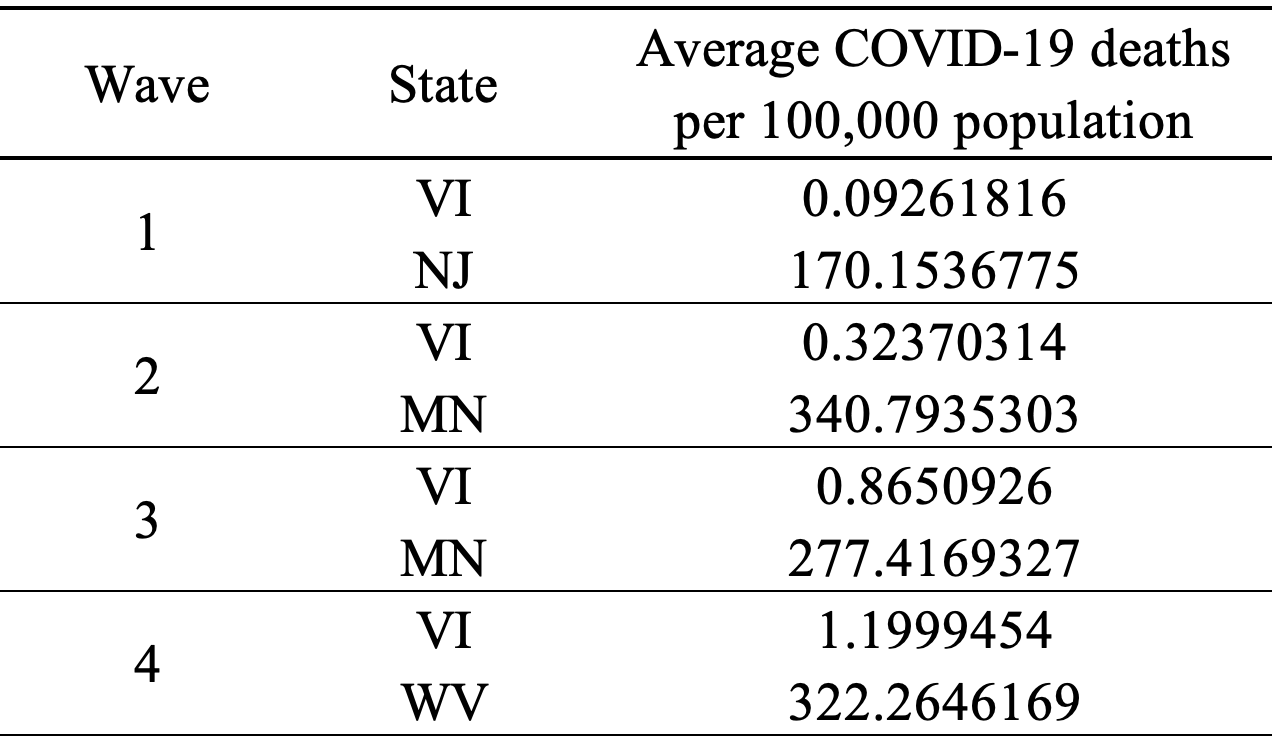 Wave State Average COVID-19 deaths
per 100,000 population
1 VI 0.09261816
NJ 170.1536775
2 VI 0.32370314
MN 340.7935303
3 VI 0.8650926
MN 277.4169327
4 VI 1.1999454
WV 322.2646169